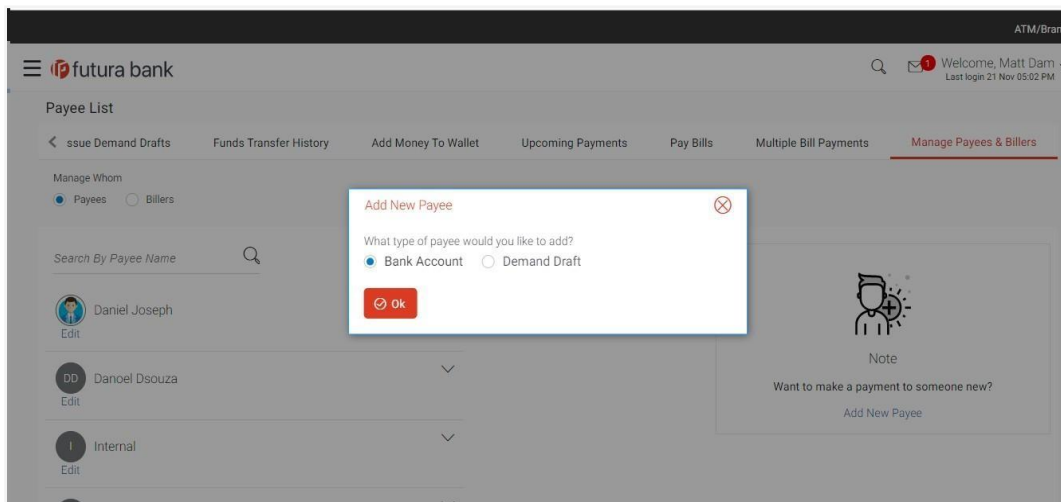 ATM/Bran
futura bank
1
Welcome, Matt Dam
Last login 21 Nov 05:02 PM
Payee List
ssue Demand Drafts Funds Transfer History Add Money To Wallet Upcoming Payments Pay Bills Multiple Bill Payments Manage Payees & Billers
Manage Whom
Payees Billers
Add New Payee
What type of payee would you like to add?
Bank Account Demand Draft
Ok
Search By Payee Name
Daniel Joseph
Edit
DD Danoel Dsouza
Edit
I Internal
Edit
Note
Want to make a payment to someone new?
Add New Payee